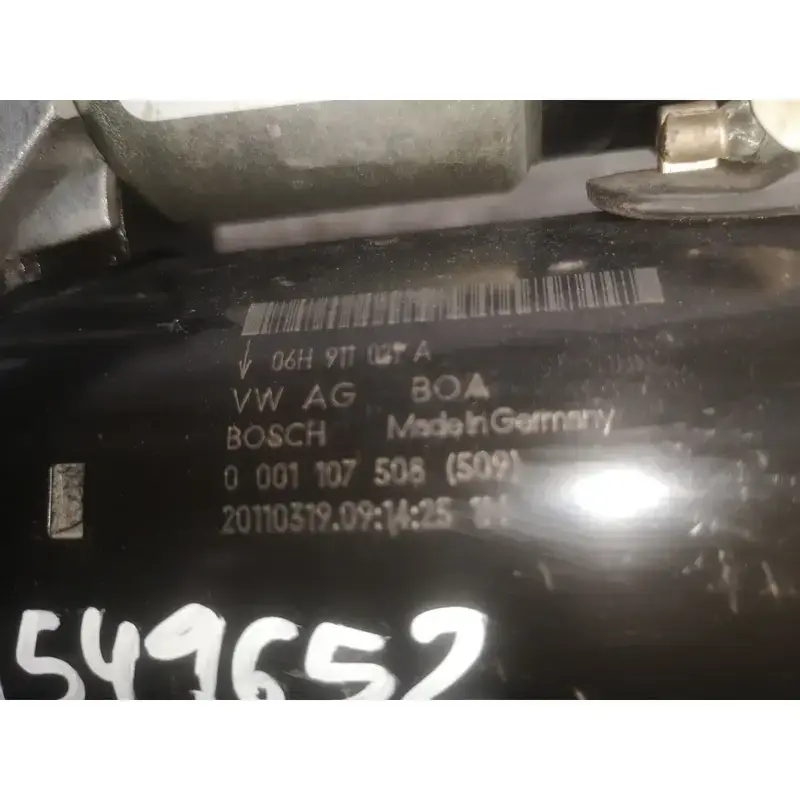 06H 911 021 A
VW AG BOA
BOSCH Made in Germany
0 001 107 508 (509)
20110319.09:14:25
549652